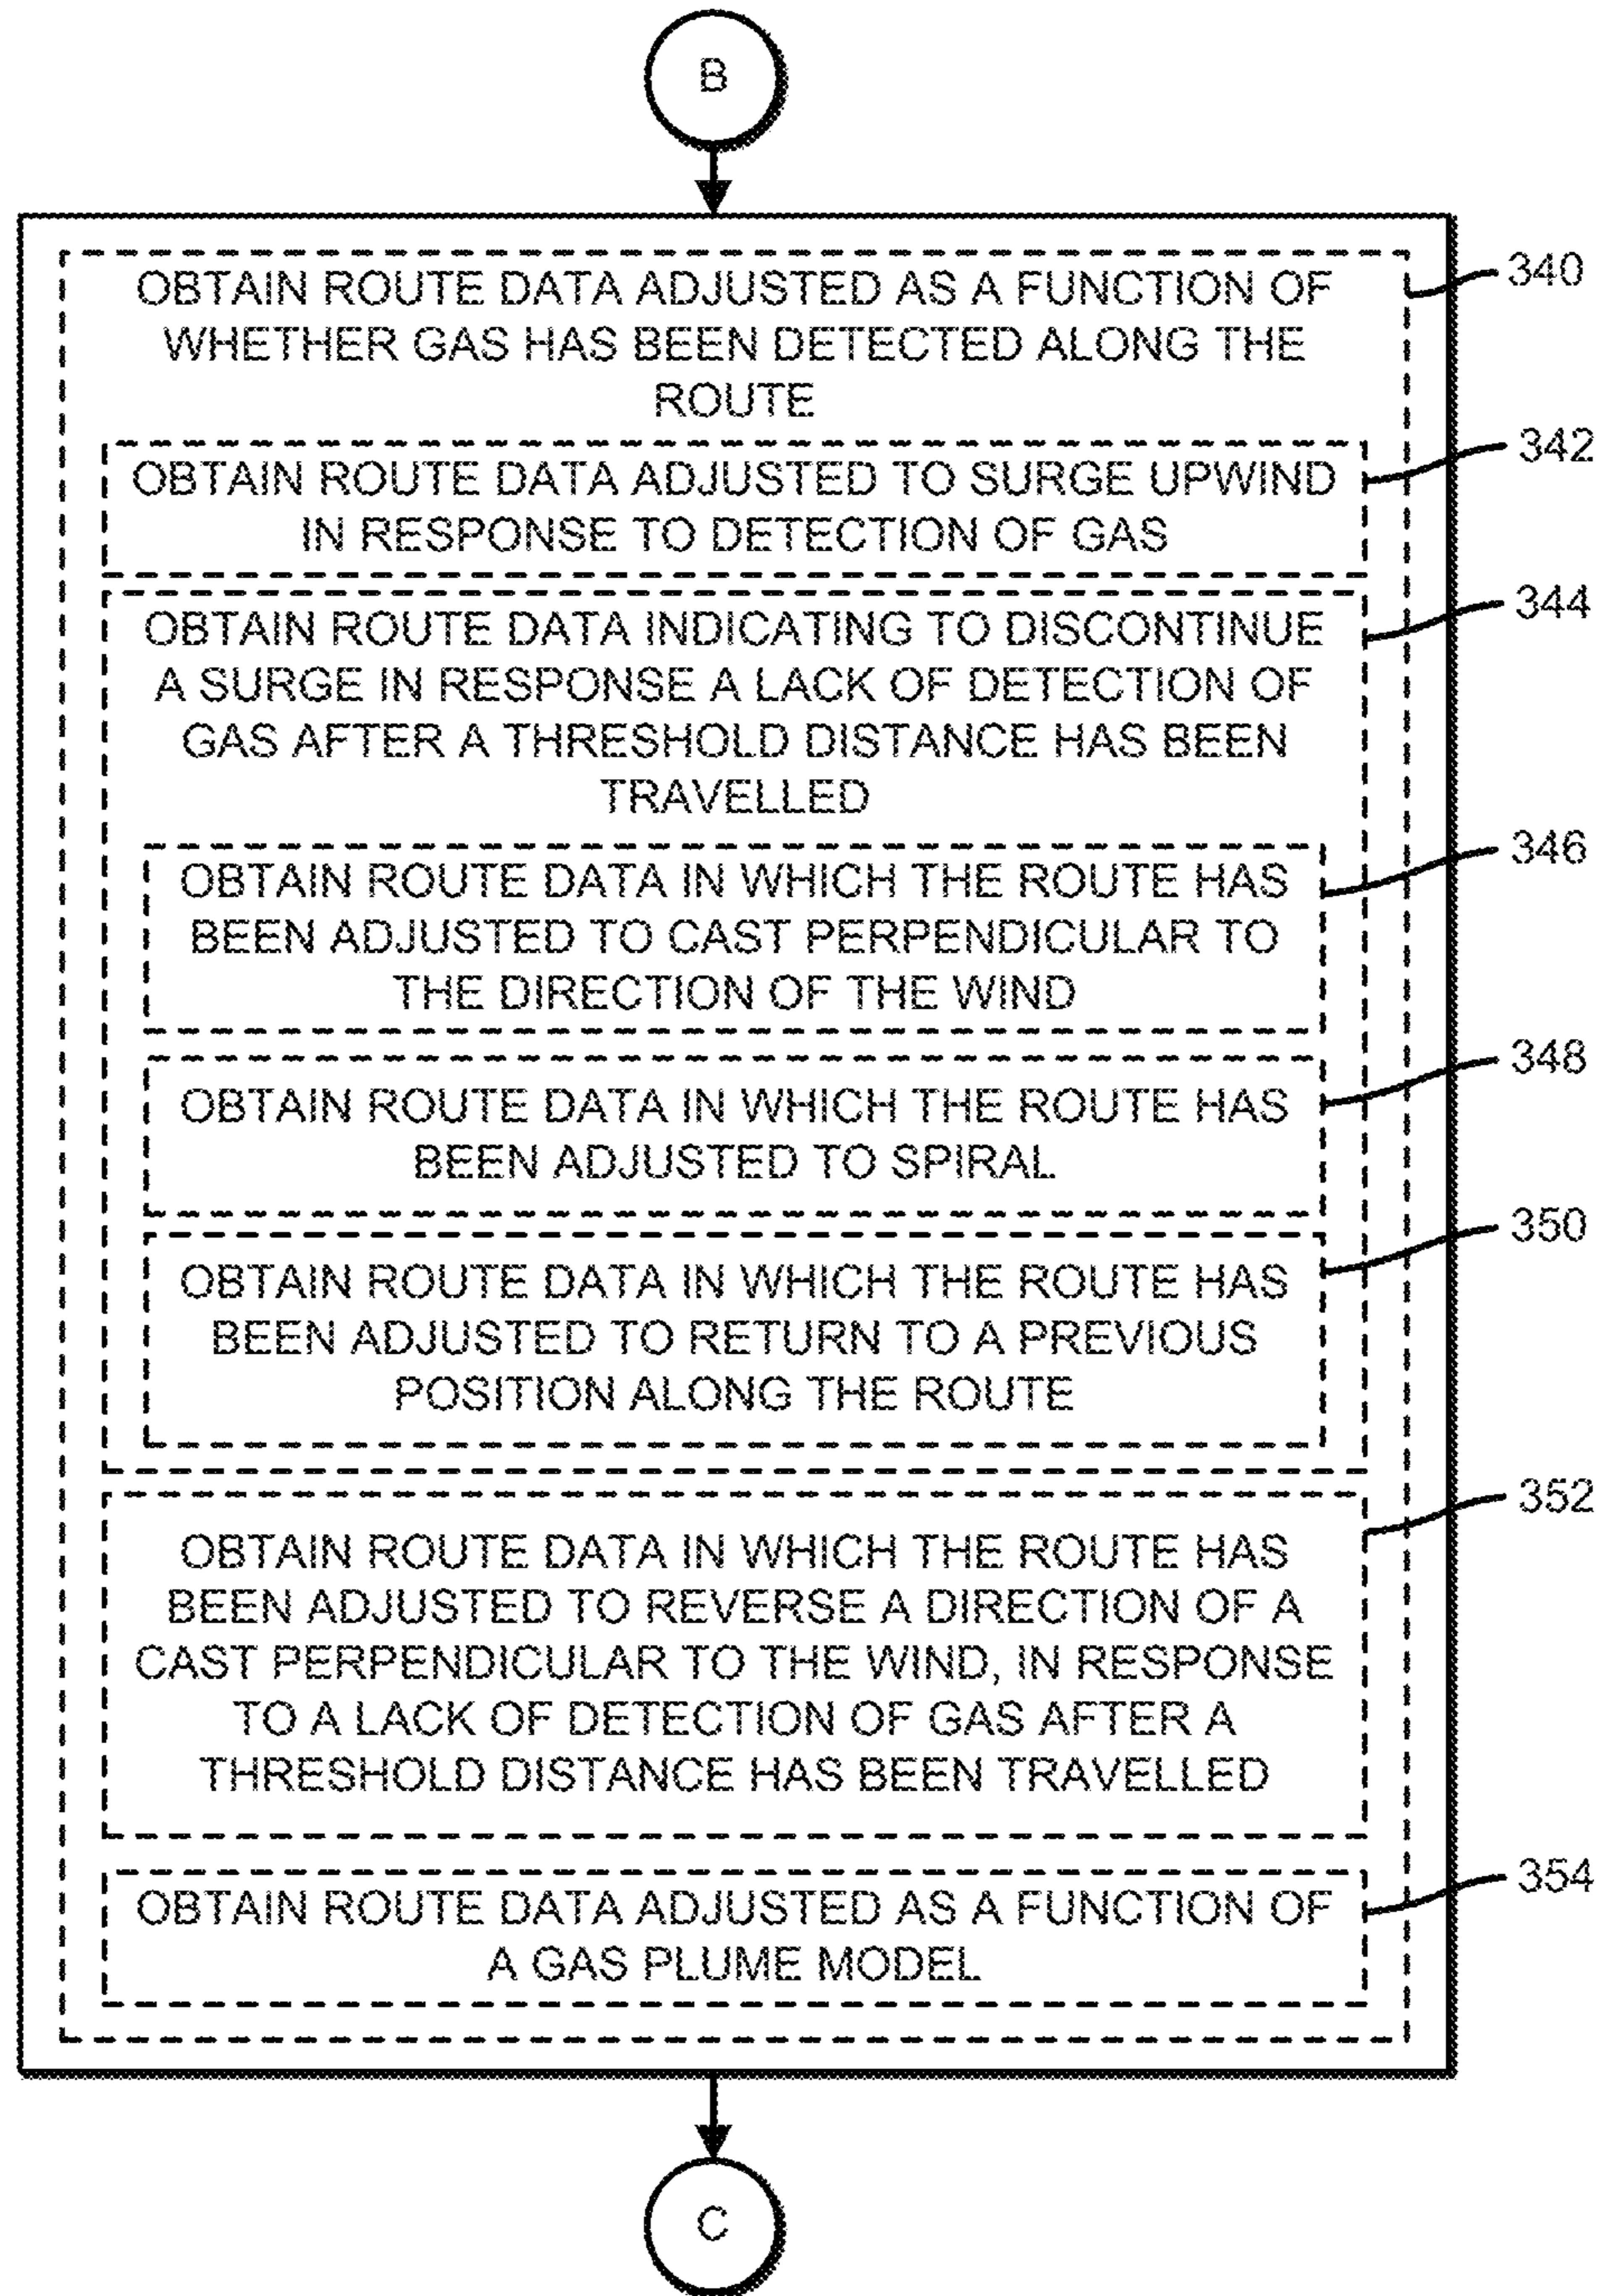 B
OBTAIN ROUTE DATA ADJUSTED AS A FUNCTION OF
WHETHER GAS HAS BEEN DETECTED ALONG THE
ROUTE
340
OBTAIN ROUTE DATA ADJUSTED TO SURGE UPWIND
IN RESPONSE TO DETECTION OF GAS
342
OBTAIN ROUTE DATA INDICATING TO DISCONTINUE
A SURGE IN RESPONSE A LACK OF DETECTION OF
GAS AFTER A THRESHOLD DISTANCE HAS BEEN
TRAVELLED
344
OBTAIN ROUTE DATA IN WHICH THE ROUTE HAS
BEEN ADJUSTED TO CAST PERPENDICULAR TO
THE DIRECTION OF THE WIND
346
OBTAIN ROUTE DATA IN WHICH THE ROUTE HAS
BEEN ADJUSTED TO SPIRAL
348
OBTAIN ROUTE DATA IN WHICH THE ROUTE HAS
BEEN ADJUSTED TO RETURN TO A PREVIOUS
POSITION ALONG THE ROUTE
350
OBTAIN ROUTE DATA IN WHICH THE ROUTE HAS
BEEN ADJUSTED TO REVERSE A DIRECTION OF A
CAST PERPENDICULAR TO THE WIND, IN RESPONSE
TO A LACK OF DETECTION OF GAS AFTER A
THRESHOLD DISTANCE HAS BEEN TRAVELLED
352
OBTAIN ROUTE DATA ADJUSTED AS A FUNCTION OF
A GAS PLUME MODEL
354
C